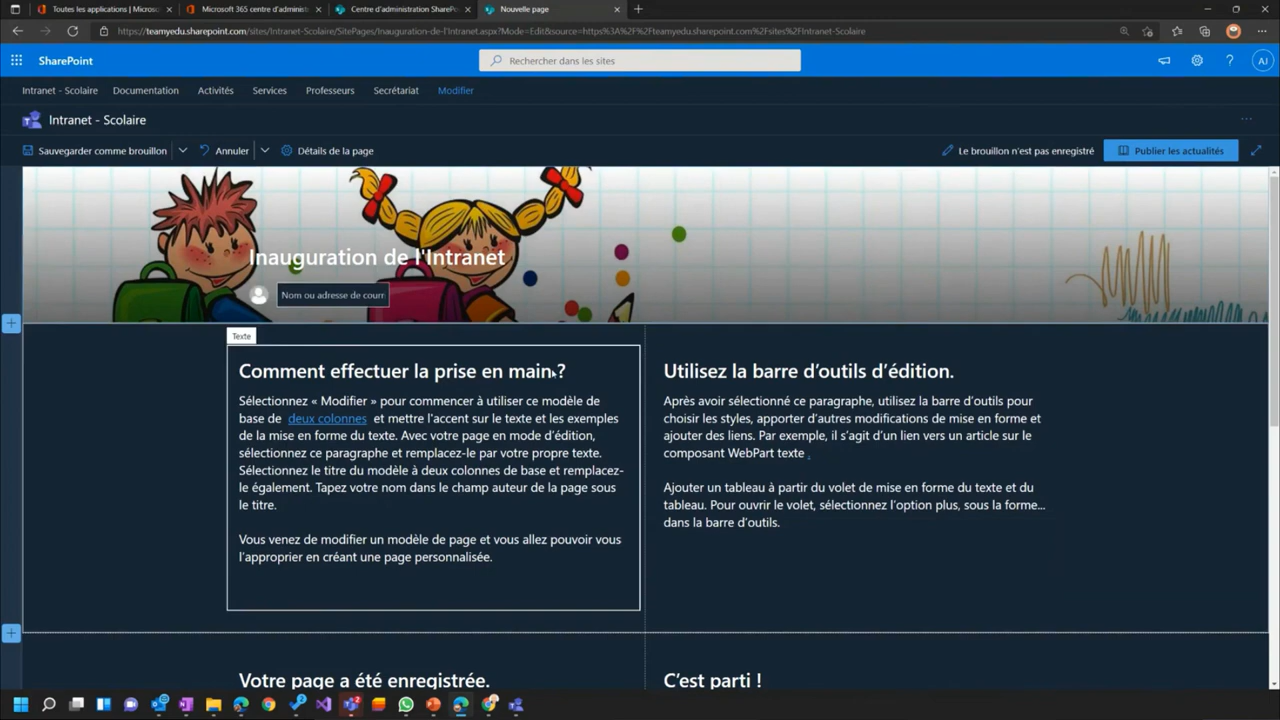 Toutes les applications | Microso
Microsoft 365 centre d'administ
Centre d'administration SharePoi
Nouvelle page
https://teamyedu.sharepoint.com/sites/Intranet-Scolaire/SitePages/Inauguration-de-l'Intranet.aspx?Mode=Edit&source=https%3A%2F%2Fteamyedu.sharepoint.com%2Fsites%2FIntranet-Scolaire
SharePoint
Rechercher dans les sites
AJ
Intranet - Scolaire
Documentation
Activités
Services
Professeurs
Secrétariat
Modifier
Intranet - Scolaire
Sauvegarder comme brouillon
Annuler
Détails de la page
Le brouillon n'est pas enregistré
Publier les actualités
Inauguration de l'Intranet
Nom ou adresse de courr
Texte
Comment effectuer la prise en main ?
Sélectionnez « Modifier » pour commencer à utiliser ce modèle de
base de deux colonnes et mettre l'accent sur le texte et les exemples
de la mise en forme du texte. Avec votre page en mode d'édition,
sélectionnez ce paragraphe et remplacez-le par votre propre texte.
Sélectionnez le titre du modèle à deux colonnes de base et remplacez-
le également. Tapez votre nom dans le champ auteur de la page sous
le titre.
Vous venez de modifier un modèle de page et vous allez pouvoir vous
l'approprier en créant une page personnalisée.
Utilisez la barre d'outils d'édition.
Après avoir sélectionné ce paragraphe, utilisez la barre d'outils pour
choisir les styles, apporter d'autres modifications de mise en forme et
ajouter des liens. Par exemple, il s'agit d'un lien vers un article sur le
composant WebPart texte .
Ajouter un tableau à partir du volet de mise en forme du texte et du
tableau. Pour ouvrir le volet, sélectionnez l'option plus, sous la forme...
dans la barre d'outils.
Votre page a été enregistrée.
C'est parti !